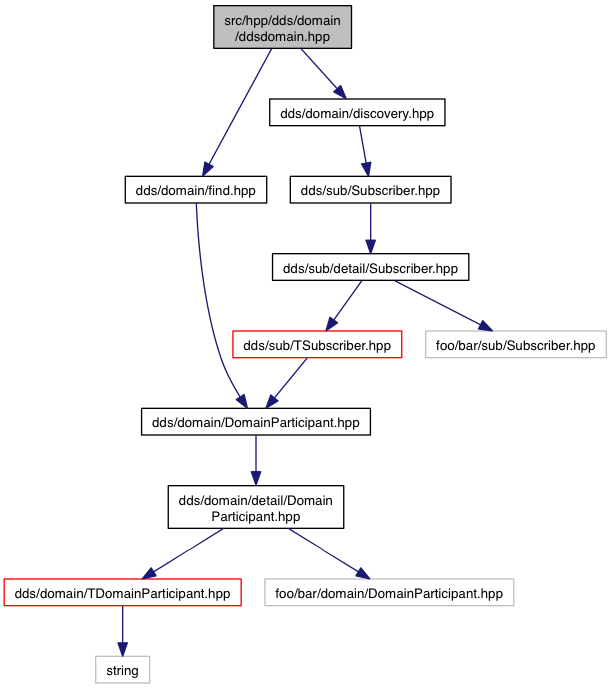 src/hpp/dds/domain
/ddsdomain.hpp
dds/domain/discovery.hpp
dds/domain/find.hpp
dds/sub/Subscriber.hpp
dds/sub/detail/Subscriber.hpp
dds/sub/TSubscriber.hpp
foo/bar/sub/Subscriber.hpp
dds/domain/DomainParticipant.hpp
dds/domain/detail/Domain
Participant.hpp
dds/domain/TDomainParticipant.hpp
foo/bar/domain/DomainParticipant.hpp
string